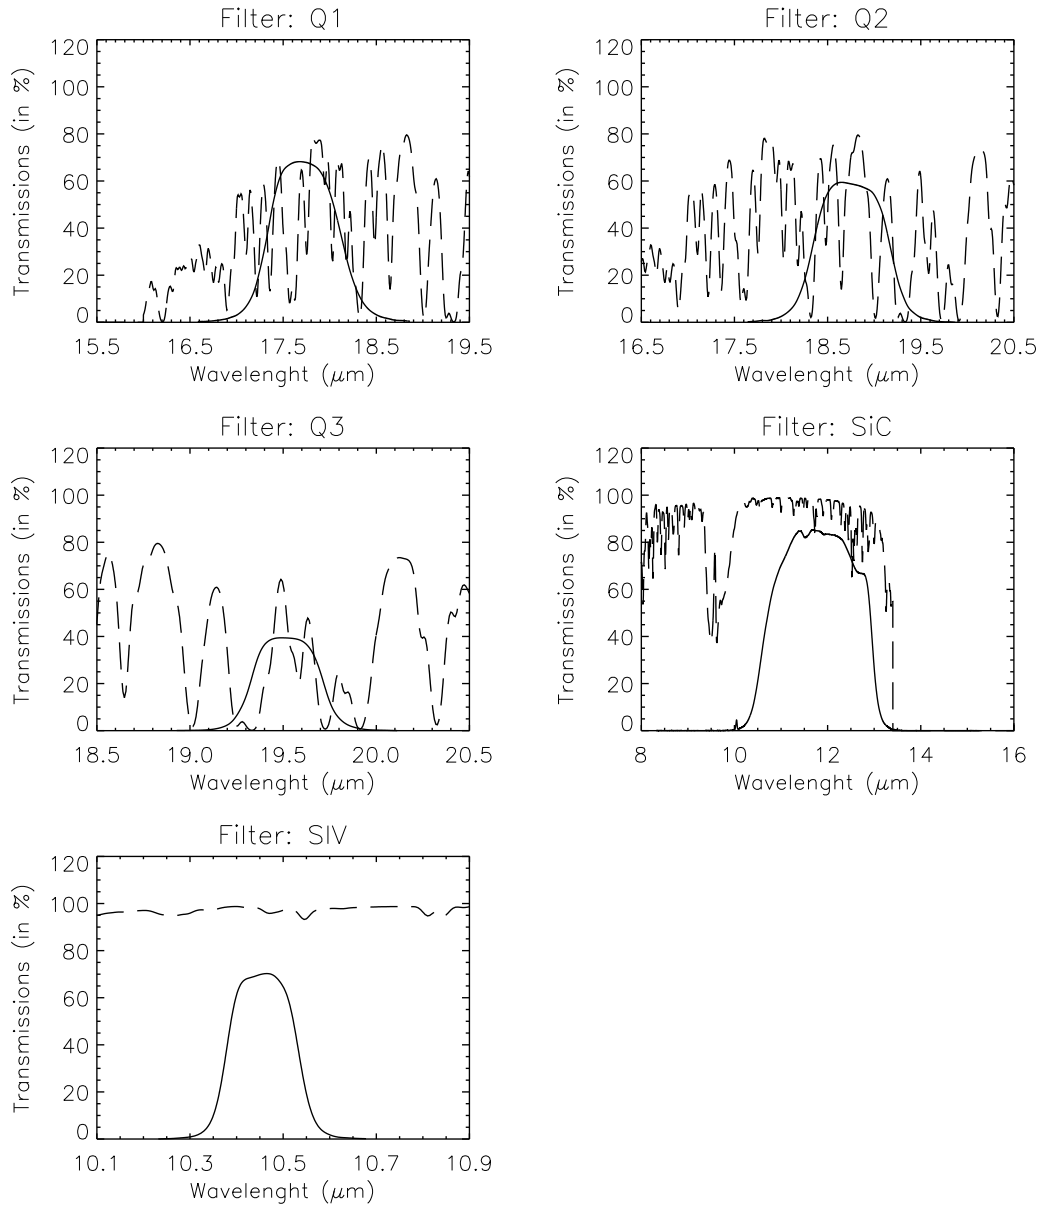 Filter: Q1
120
100
80
60
40
20
0
Transmissions (in %)
15.5 16.5 17.5 18.5 19.5
Wavelenght (μm)
Filter: Q2
120
100
80
60
40
20
0
Transmissions (in %)
16.5 17.5 18.5 19.5 20.5
Wavelenght (μm)
Filter: Q3
120
100
80
60
40
20
0
Transmissions (in %)
18.5 19.0 19.5 20.0 20.5
Wavelenght (μm)
Filter: SiC
120
100
80
60
40
20
0
Transmissions (in %)
8 10 12 14 16
Wavelenght (μm)
Filter: SIV
120
100
80
60
40
20
0
Transmissions (in %)
10.1 10.3 10.5 10.7 10.9
Wavelenght (μm)